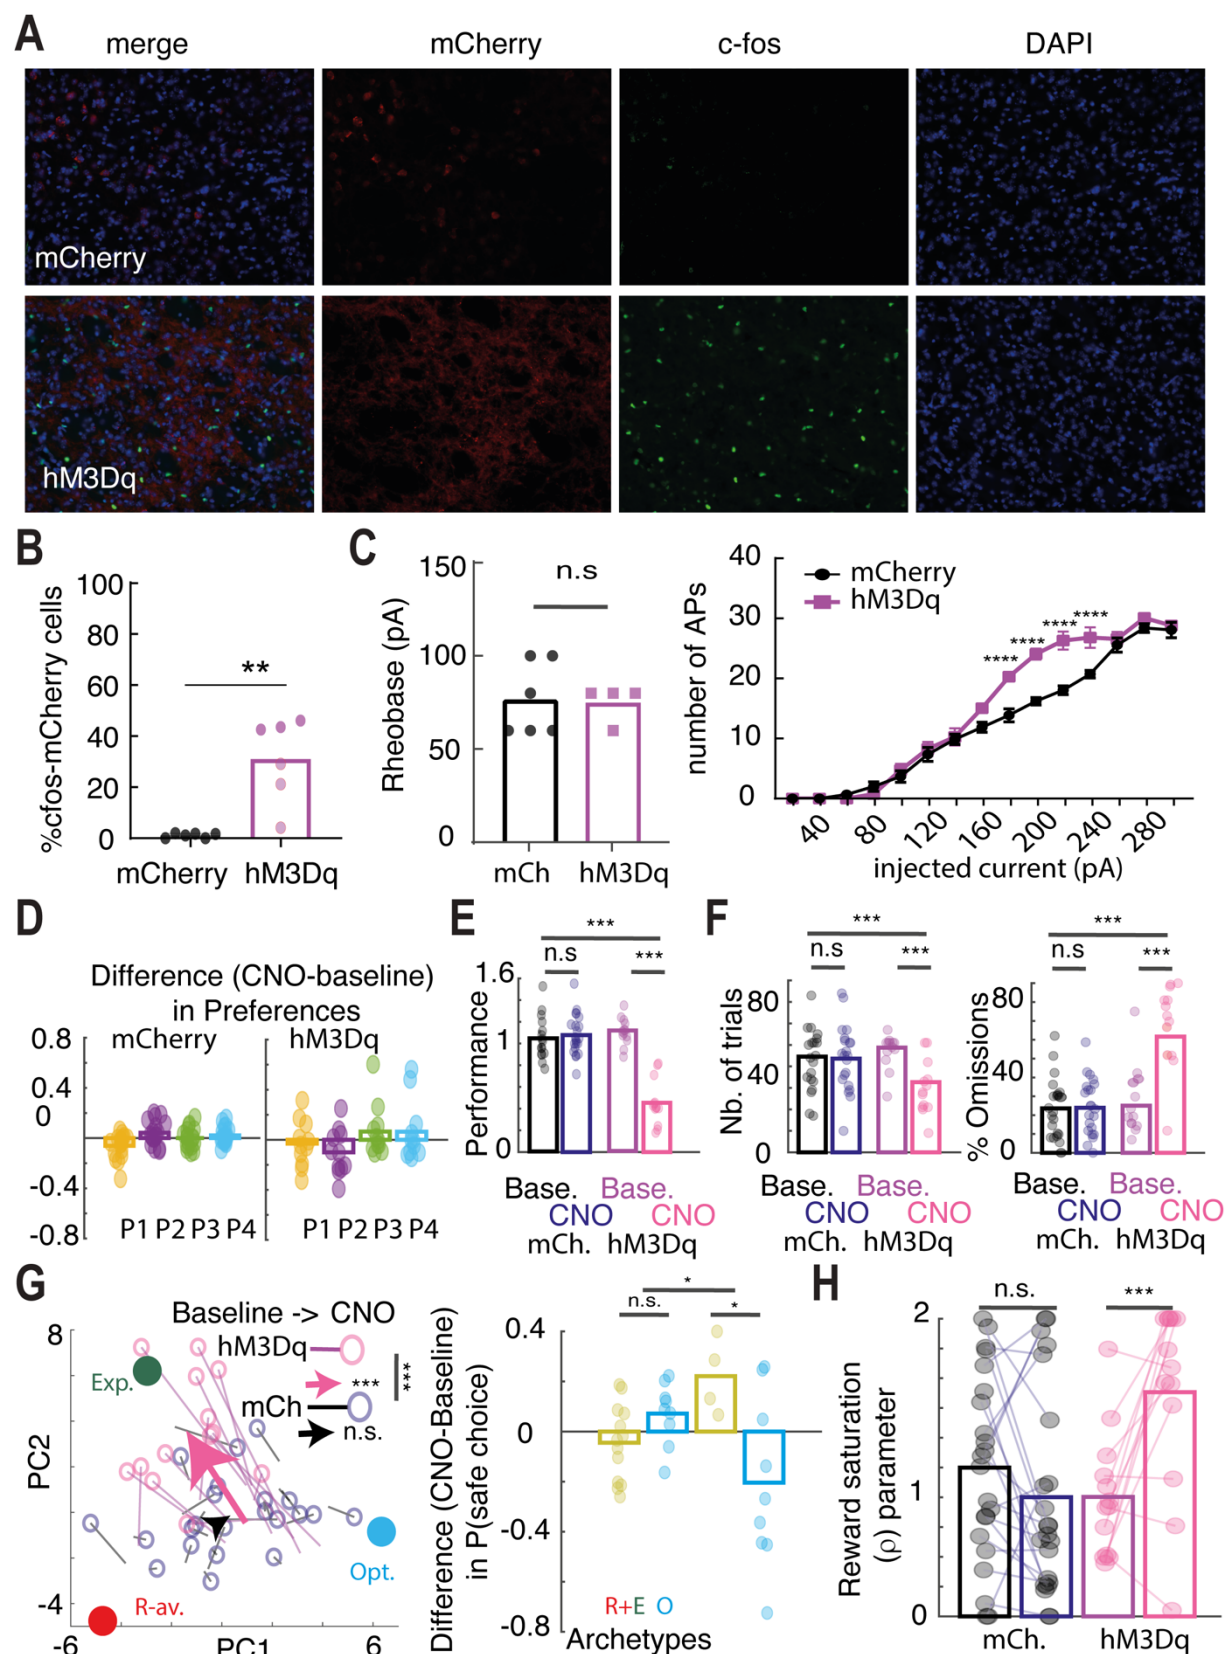 A
merge mCherry c-fos DAPI
mCherry
hM3Dq
B
%cfos-mCherry cells
100
80
60
40
20
0
**
mCherry hM3Dq
C
Rheobase (pA)
150
100
50
0
n.s
mCh hM3Dq
number of APs
40
30
20
10
0
mCherry
hM3Dq
**** **** **** ****
40 80 120 160 200 240 280
injected current (pA)
D
Difference (CNO-baseline)
in Preferences
mCherry hM3Dq
0.8
0.4
0
-0.4
-0.8
P1 P2 P3 P4 P1 P2 P3 P4
E
Performance
1.6
1
0
***
n.s ***
Base. Base.
CNO CNO
mCh. hM3Dq
F
Nb. of trials
80
40
0
***
n.s ***
Base. Base.
CNO CNO
mCh. hM3Dq
% Omissions
80
40
0
***
n.s ***
Base. Base.
CNO CNO
mCh. hM3Dq
G
Baseline -> CNO
hM3Dq
***
mCh
n.s.
***
PC2
8
-4
Exp.
Opt.
R-av.
-6 PC1 6
Difference (CNO-Baseline)
in P(safe choice)
0.4
0
-0.4
-0.8
*
n.s. *
R+E O
Archetypes
H
Reward saturation
(ρ) parameter
2
1
0
n.s. ***
mCh. hM3Dq